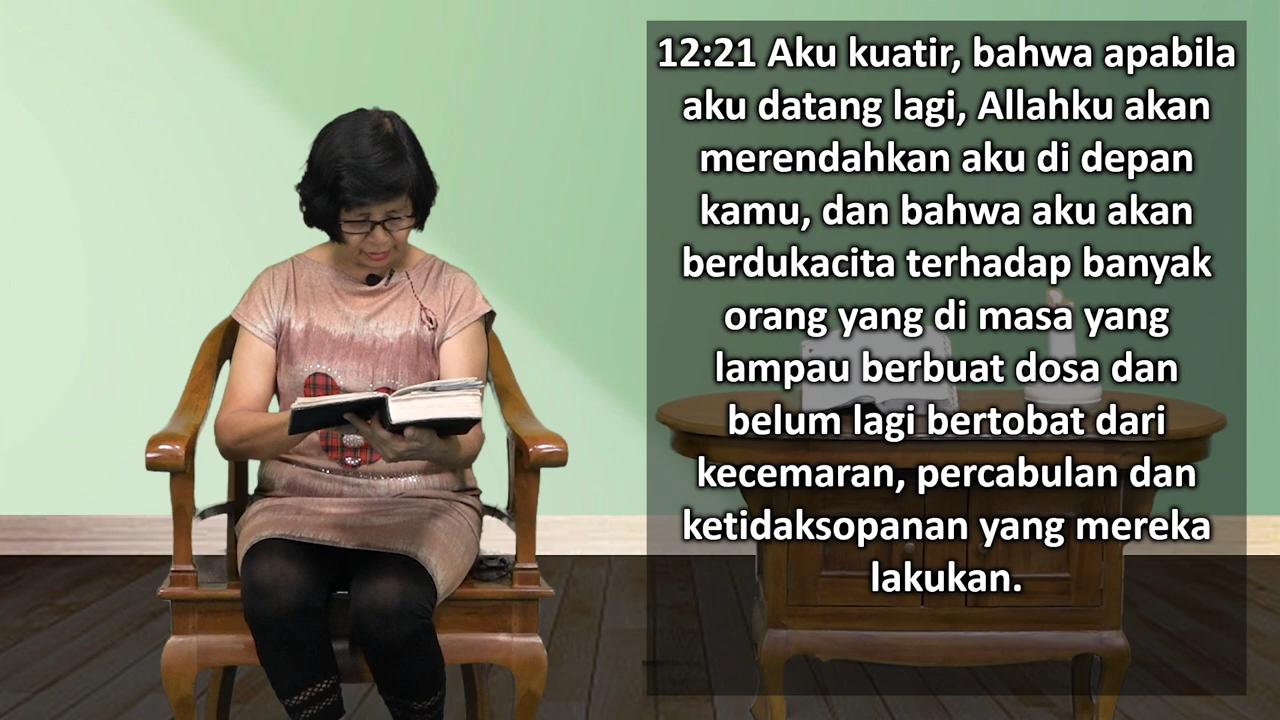 12:21 Aku kuatir, bahwa apabila
aku datang lagi, Allahku akan
merendahkan aku di depan
kamu, dan bahwa aku akan
berdukacita terhadap banyak
orang yang di masa yang
lampau berbuat dosa dan
belum lagi bertobat dari
kecemaran, percabulan dan
ketidaksopanan yang mereka
lakukan.